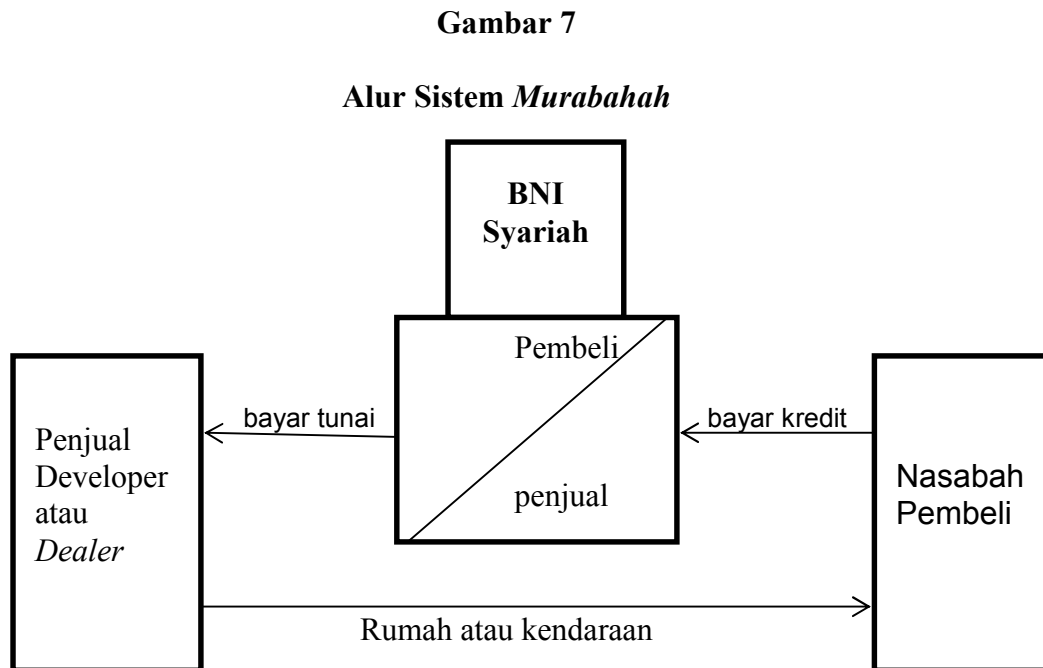 Gambar 7
Alur Sistem Murabahah
BNI
Syariah
Pembeli
penjual
bayar tunai
bayar kredit
Penjual
Developer
atau
Dealer
Nasabah
Pembeli
Rumah atau kendaraan